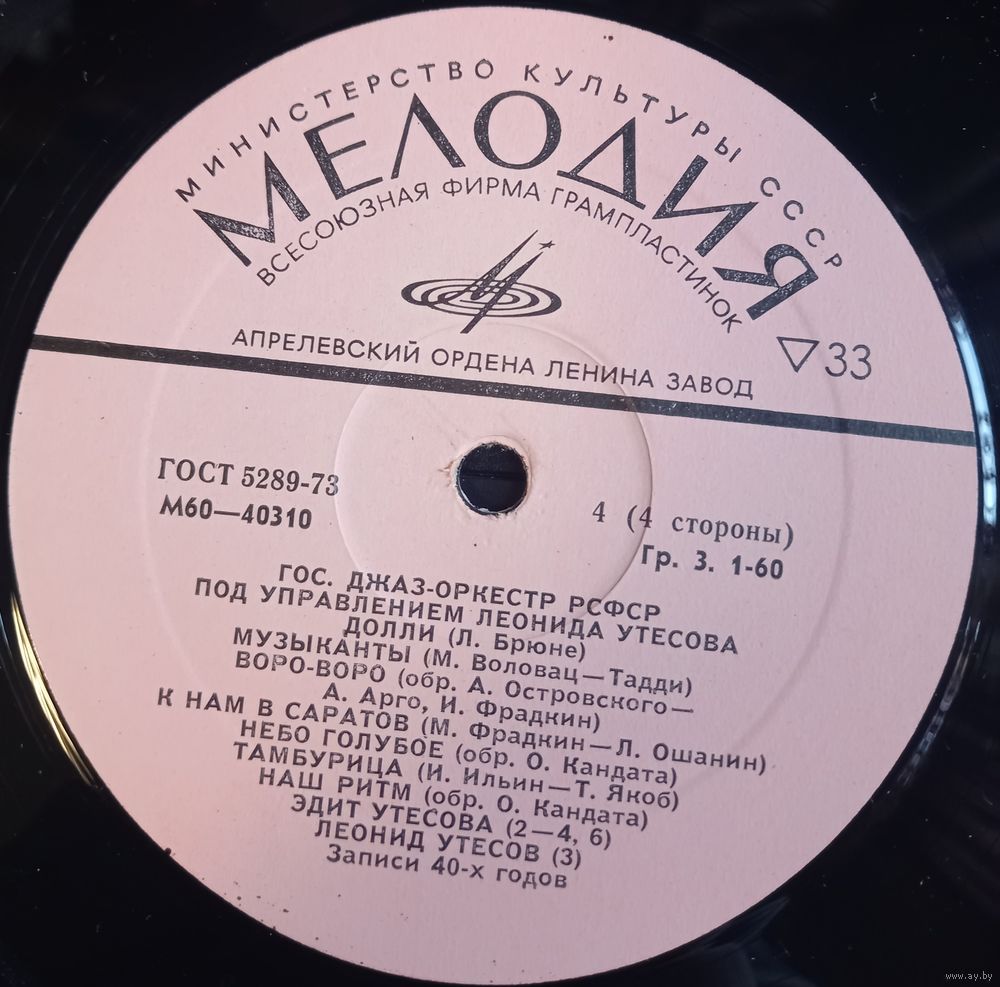 МИНИСТЕРСТВО КУЛЬТУРЫ СССР
МЕЛОДИЯ
ВСЕСОЮЗНАЯ ФИРМА ГРАМПЛАСТИНОК
АПРЕЛЕВСКИЙ ОРДЕНА ЛЕНИНА ЗАВОД
▽33
ГОСТ 5289-73
М60—40310
4 (4 стороны)
Гр. 3. 1-60
ГОС. ДЖАЗ-ОРКЕСТР РСФСР
ПОД УПРАВЛЕНИЕМ ЛЕОНИДА УТЕСОВА
ДОЛЛИ (Л. Брюне)
МУЗЫКАНТЫ (М. Воловац—Тадди)
ВОРО-ВОРО (обр. А. Островского—
А. Арго, И. Фрадкин)
К НАМ В САРАТОВ (М. Фрадкин—Л. Ошанин)
НЕБО ГОЛУБОЕ (обр. О. Кандата)
ТАМБУРИЦА (И. Ильин—Т. Якоб)
НАШ РИТМ (обр. О. Кандата)
ЭДИТ УТЕСОВА (2—4, 6)
ЛЕОНИД УТЕСОВ (3)
Записи 40-х годов
www.ay.by